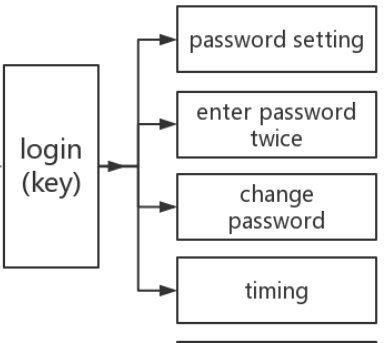 login
(key)
password setting
enter password
twice
change
password
timing